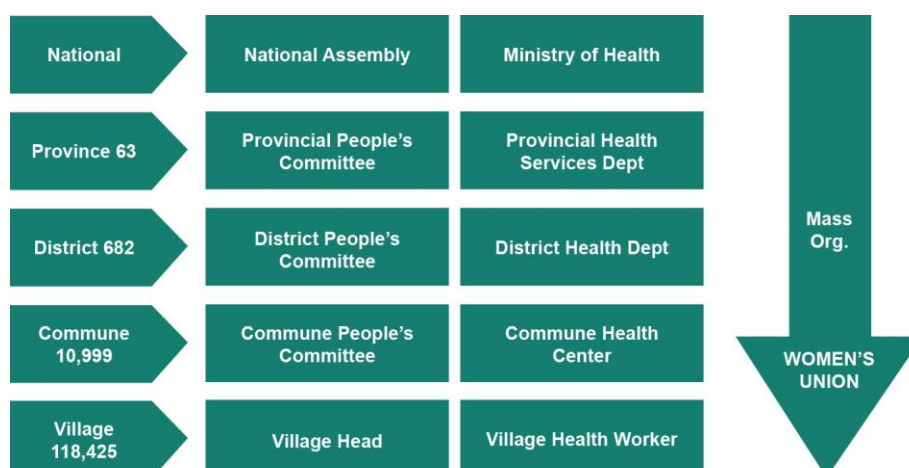 National
National Assembly
Ministry of Health
Province 63
Provincial People's
Committee
Provincial Health
Services Dept
District 682
District People's
Committee
District Health Dept
Mass
Org.
Commune
10,999
Commune People's
Committee
Commune Health
Center
WOMEN'S
UNION
Village
118,425
Village Head
Village Health Worker